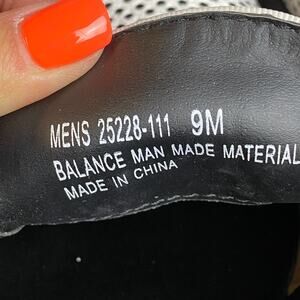 MENS 25228-111 9M
BALANCE MAN MADE MATERIAL
MADE IN CHINA